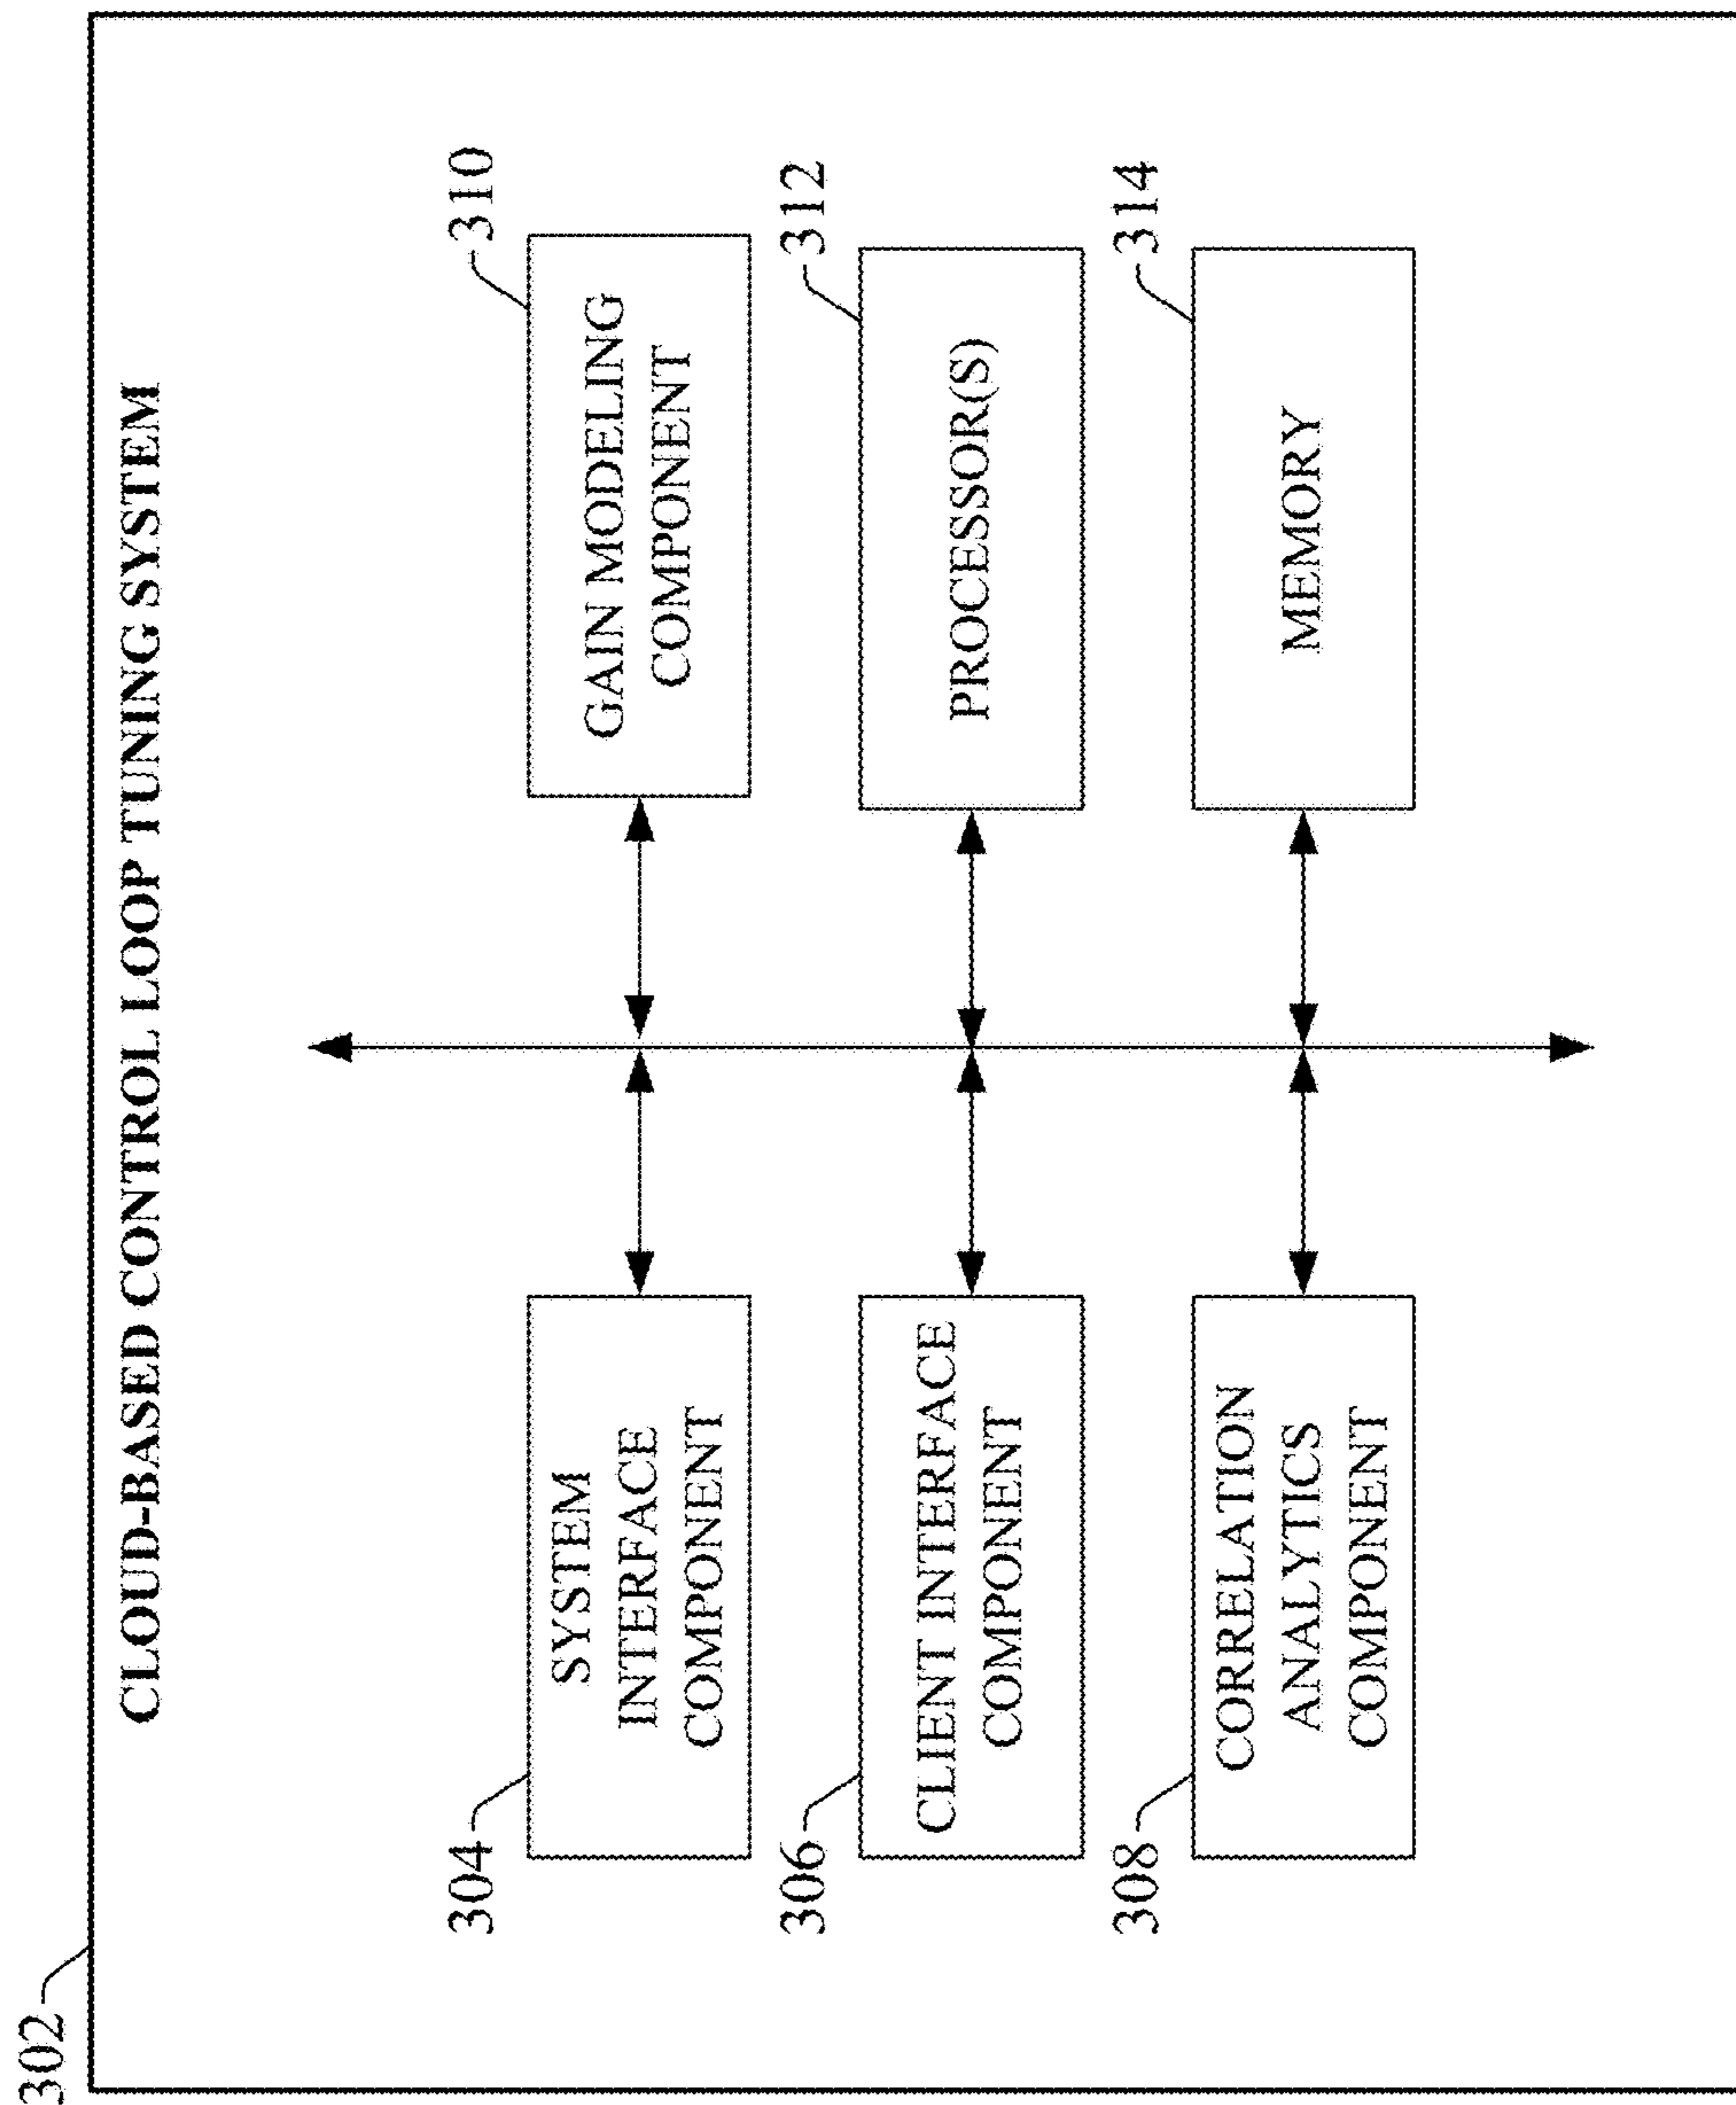 302
CLOUD-BASED CONTROL LOOP TUNING SYSTEM
304
SYSTEM
INTERFACE
COMPONENT
306
CLIENT INTERFACE
COMPONENT
308
CORRELATION
ANALYTICS
COMPONENT
310
GAIN MODELING
COMPONENT
312
PROCESSOR(S)
314
MEMORY